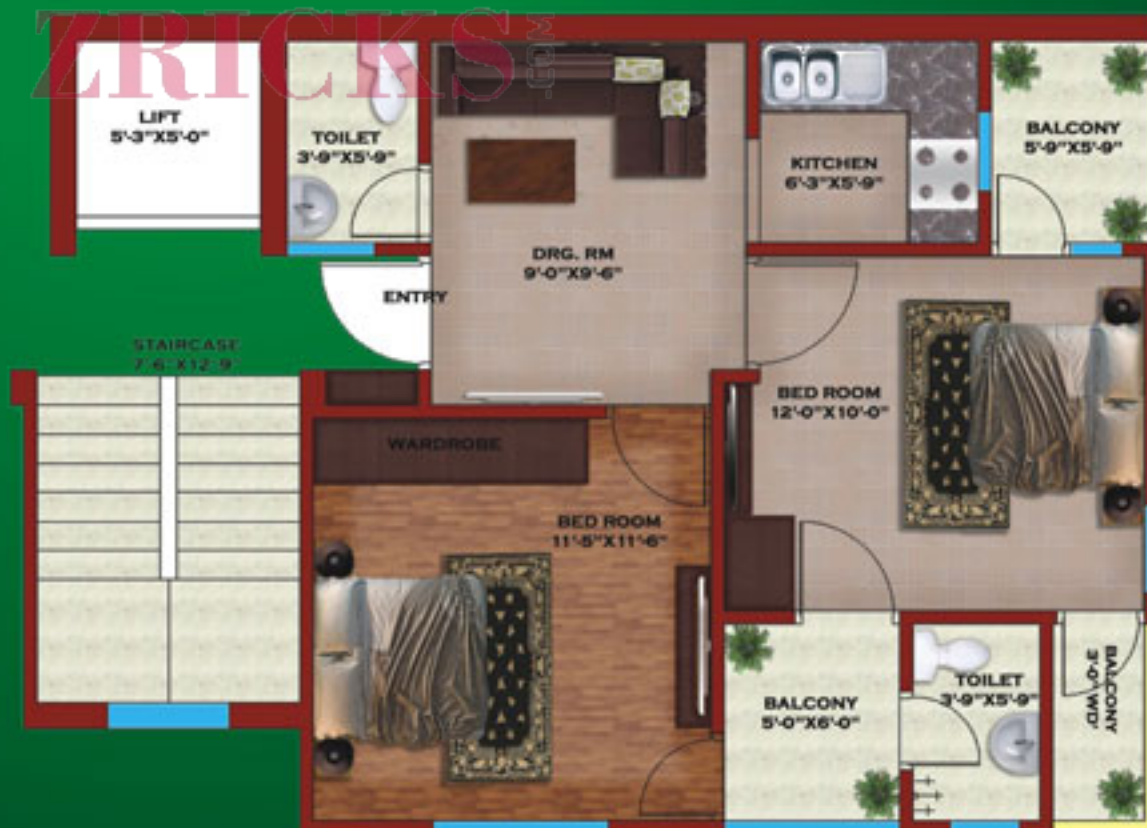 ZRICKS.COM
LIFT
5'-3"X5'-0"
TOILET
3'-9"X5'-9"
DRG. RM
9'-0"X9'-6"
KITCHEN
6'-3"X5'-9"
BALCONY
5'-9"X5'-9"
ENTRY
STAIRCASE
7'-6"X12'-9"
WARDROBE
BED ROOM
12'-0"X10'-0"
BED ROOM
11'-5"X11'-6"
BALCONY
5'-0"X6'-0"
TOILET
3'-9"X5'-9"
BALCONY
3'-0"WD'